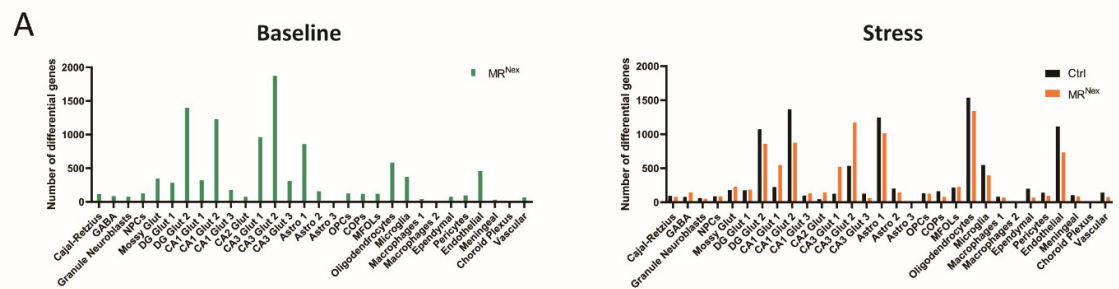 A
Baseline
Number of differential genes
2000
1500
1000
500
0
MR^Nex
Cajal-Retzius
GABA
Granule Neuroblasts
NPCs
Mossy Glut
DG Glut 1
DG Glut 2
CA1 Glut 1
CA1 Glut 2
CA1 Glut 3
CA2 Glut
CA3 Glut 1
CA3 Glut 2
CA3 Glut 3
Astro 1
Astro 2
Astro 3
OPCs
COPs
MFOLs
Oligodendrocytes
Microglia
Macrophages 1
Macrophages 2
Ependymal
Pericytes
Endothelial
Meningeal
Choroid Plexus
Vascular
Stress
Number of differential genes
2000
1500
1000
500
0
Ctrl
MR^Nex
Cajal-Retzius
GABA
Granule Neuroblasts
NPCs
Mossy Glut
DG Glut 1
DG Glut 2
CA1 Glut 1
CA1 Glut 2
CA1 Glut 3
CA2 Glut
CA3 Glut 1
CA3 Glut 2
CA3 Glut 3
Astro 1
Astro 2
Astro 3
OPCs
COPs
MFOLs
Oligodendrocytes
Microglia
Macrophages 1
Macrophages 2
Ependymal
Pericytes
Endothelial
Meningeal
Choroid Plexus
Vascular